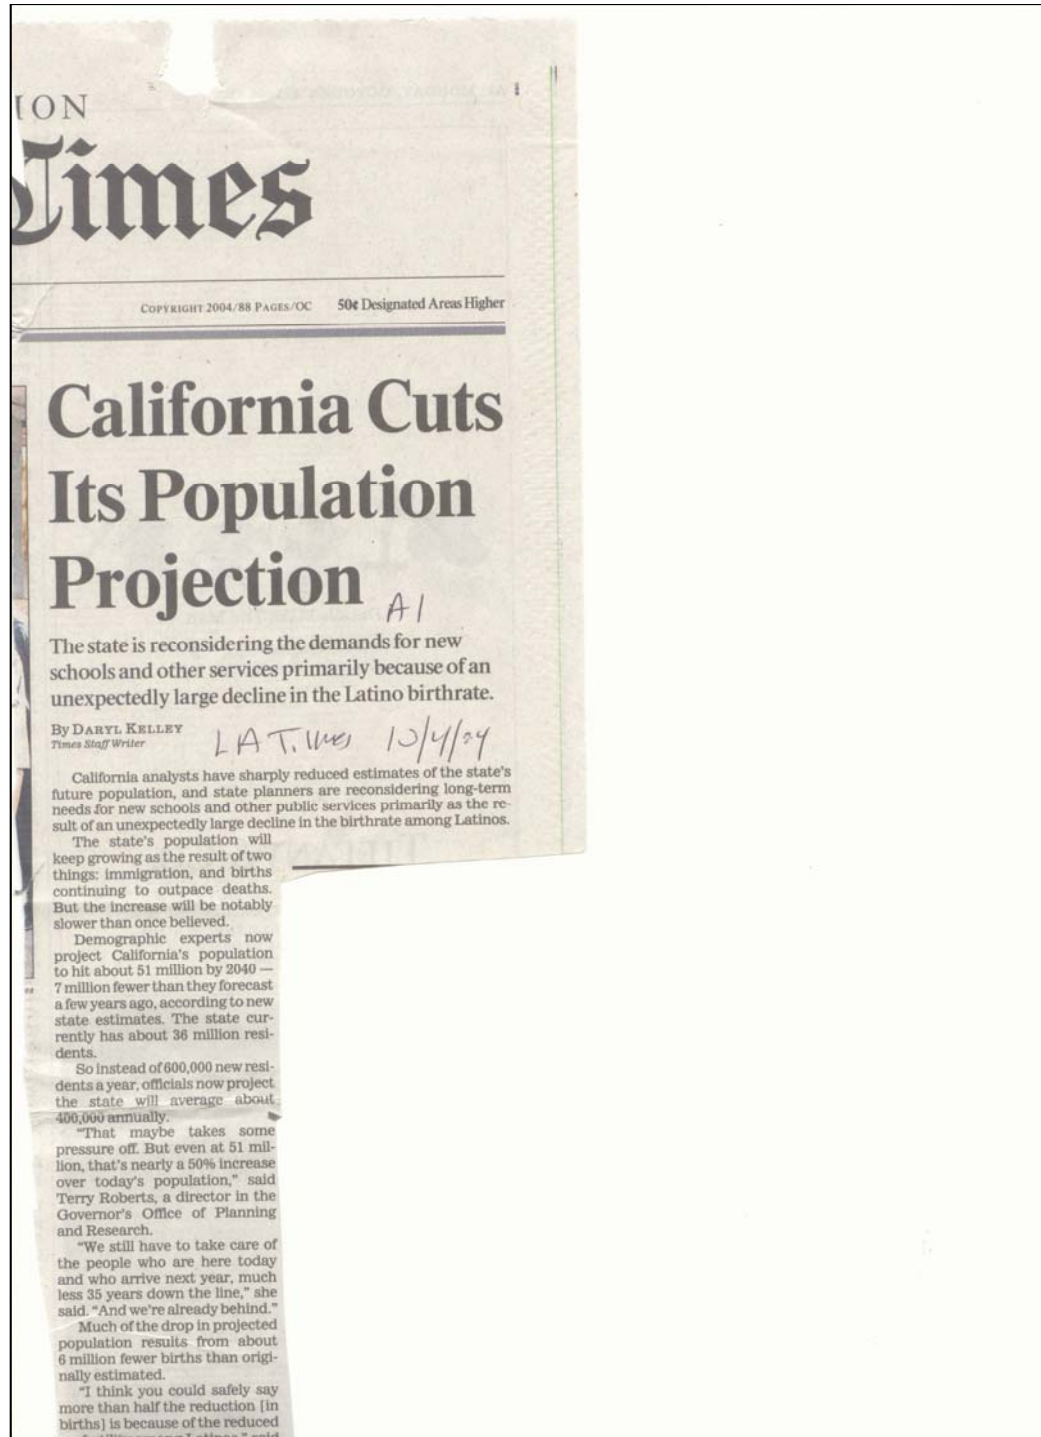 ION
Times
COPYRIGHT 2004/88 PAGES/OC 50¢ Designated Areas Higher
California Cuts
Its Population
Projection
A1
The state is reconsidering the demands for new
schools and other services primarily because of an
unexpectedly large decline in the Latino birthrate.
By DARYL KELLEY
Times Staff Writer
LA Times 10/4/04
California analysts have sharply reduced estimates of the state's
future population, and state planners are reconsidering long-term
needs for new schools and other public services primarily as the re-
sult of an unexpectedly large decline in the birthrate among Latinos.
The state's population will
keep growing as the result of two
things: immigration, and births
continuing to outpace deaths.
But the increase will be notably
slower than once believed.
Demographic experts now
project California's population
to hit about 51 million by 2040 —
7 million fewer than they forecast
a few years ago, according to new
state estimates. The state cur-
rently has about 36 million resi-
dents.
So instead of 600,000 new resi-
dents a year, officials now project
the state will average about
400,000 annually.
"That maybe takes some
pressure off. But even at 51 mil-
lion, that's nearly a 50% increase
over today's population," said
Terry Roberts, a director in the
Governor's Office of Planning
and Research.
"We still have to take care of
the people who are here today
and who arrive next year, much
less 35 years down the line," she
said. "And we're already behind."
Much of the drop in projected
population results from about
6 million fewer births than origi-
nally estimated.
"I think you could safely say
more than half the reduction [in
births] is because of the reduced